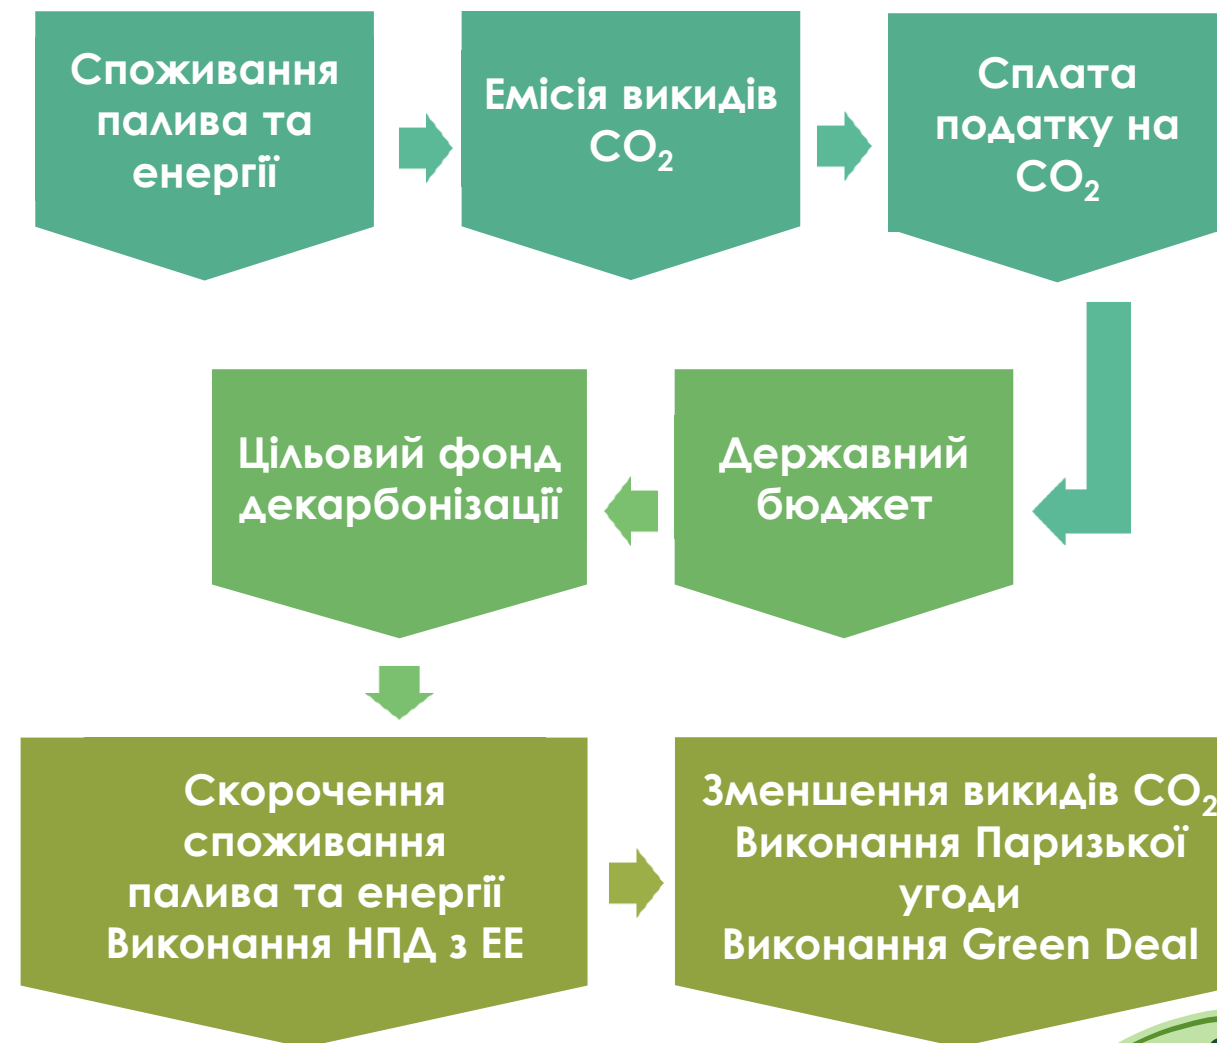 Споживання
палива та
енергії
Емісія викидів
CO₂
Сплата
податку на
CO₂
Цільовий фонд
декарбонізації
Державний
бюджет
Скорочення
споживання
палива та енергії
Виконання НПД з ЕЕ
Зменшення викидів CO₂
Виконання Паризької
угоди
Виконання Green Deal